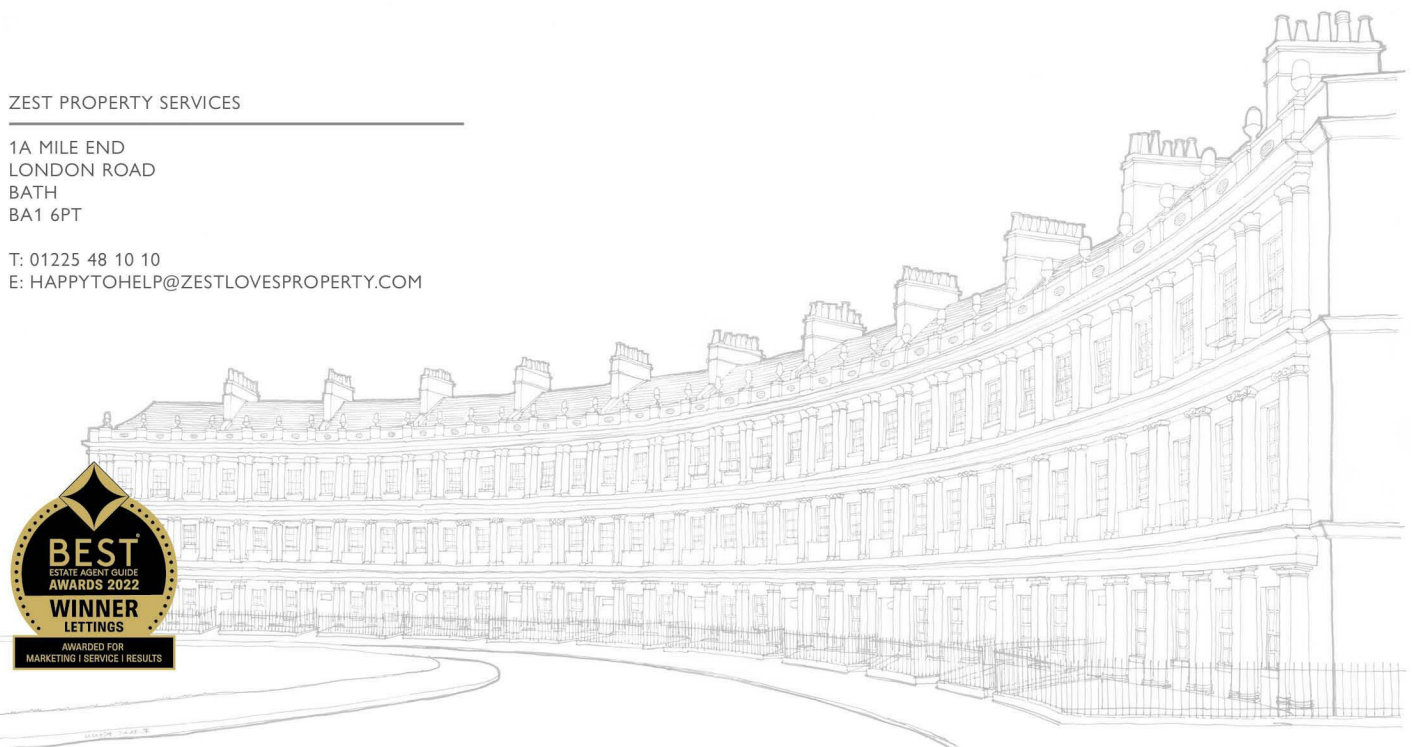 ZEST PROPERTY SERVICES
1A MILE END
LONDON ROAD
BATH
BA1 6PT
T: 01225 48 10 10
E: HAPPYTOHELP@ZESTLOVESPROPERTY.COM
BEST
ESTATE AGENT GUIDE
AWARDS 2022
WINNER
LETTINGS
AWARDED FOR
MARKETING I SERVICE I RESULTS